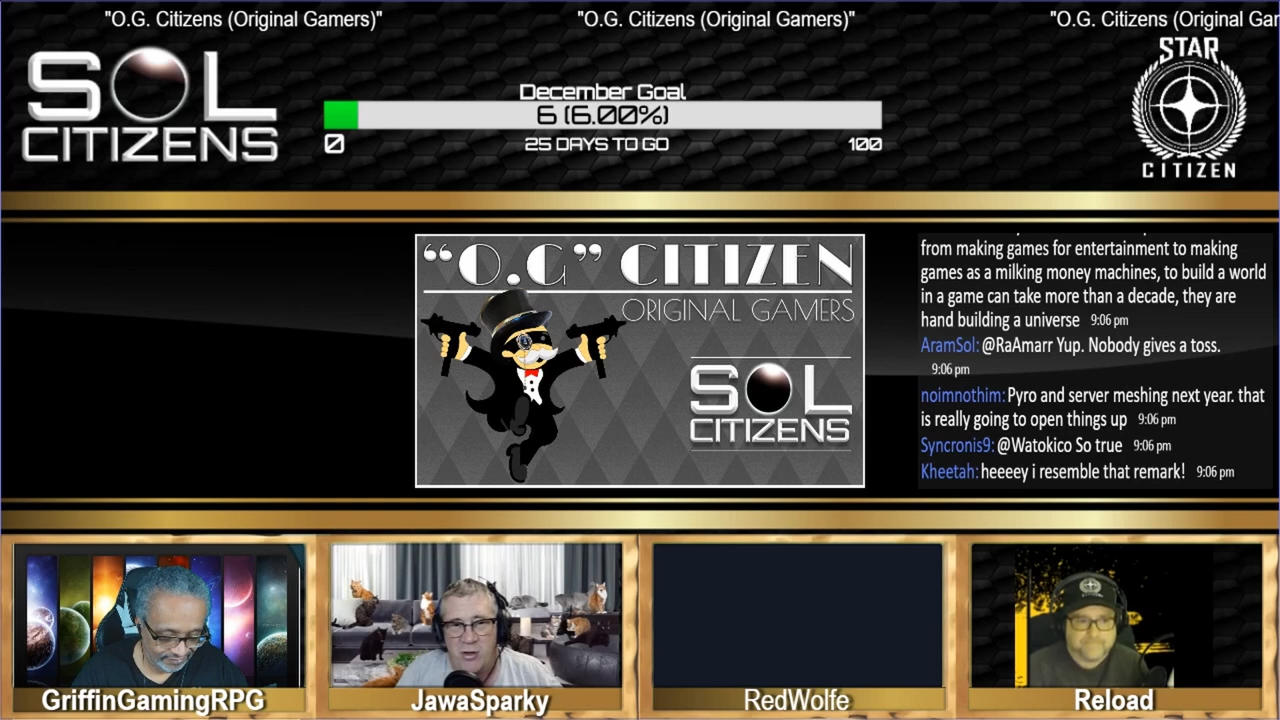 "O.G. Citizens (Original Gamers)"
"O.G. Citizens (Original Gamers)"
"O.G. Citizens (Original Gar
SOL
CITIZENS
December Goal
6 (6.00%)
0
25 DAYS TO GO
100
STAR
CITIZEN
"O.G" CITIZEN
ORIGINAL GAMERS
SOL
CITIZENS
from making games for entertainment to making
games as a milking money machines, to build a world
in a game can take more than a decade, they are
hand building a universe 9:06 pm
AramSol: @RaAmarr Yup. Nobody gives a toss.
9:06 pm
noimnothim: Pyro and server meshing next year. that
is really going to open things up 9:06 pm
Syncronis9: @Watokico So true 9:06 pm
Kheetah: heeeey i resemble that remark! 9:06 pm
GriffinGamingRPG
JawaSparky
RedWolfe
Reload